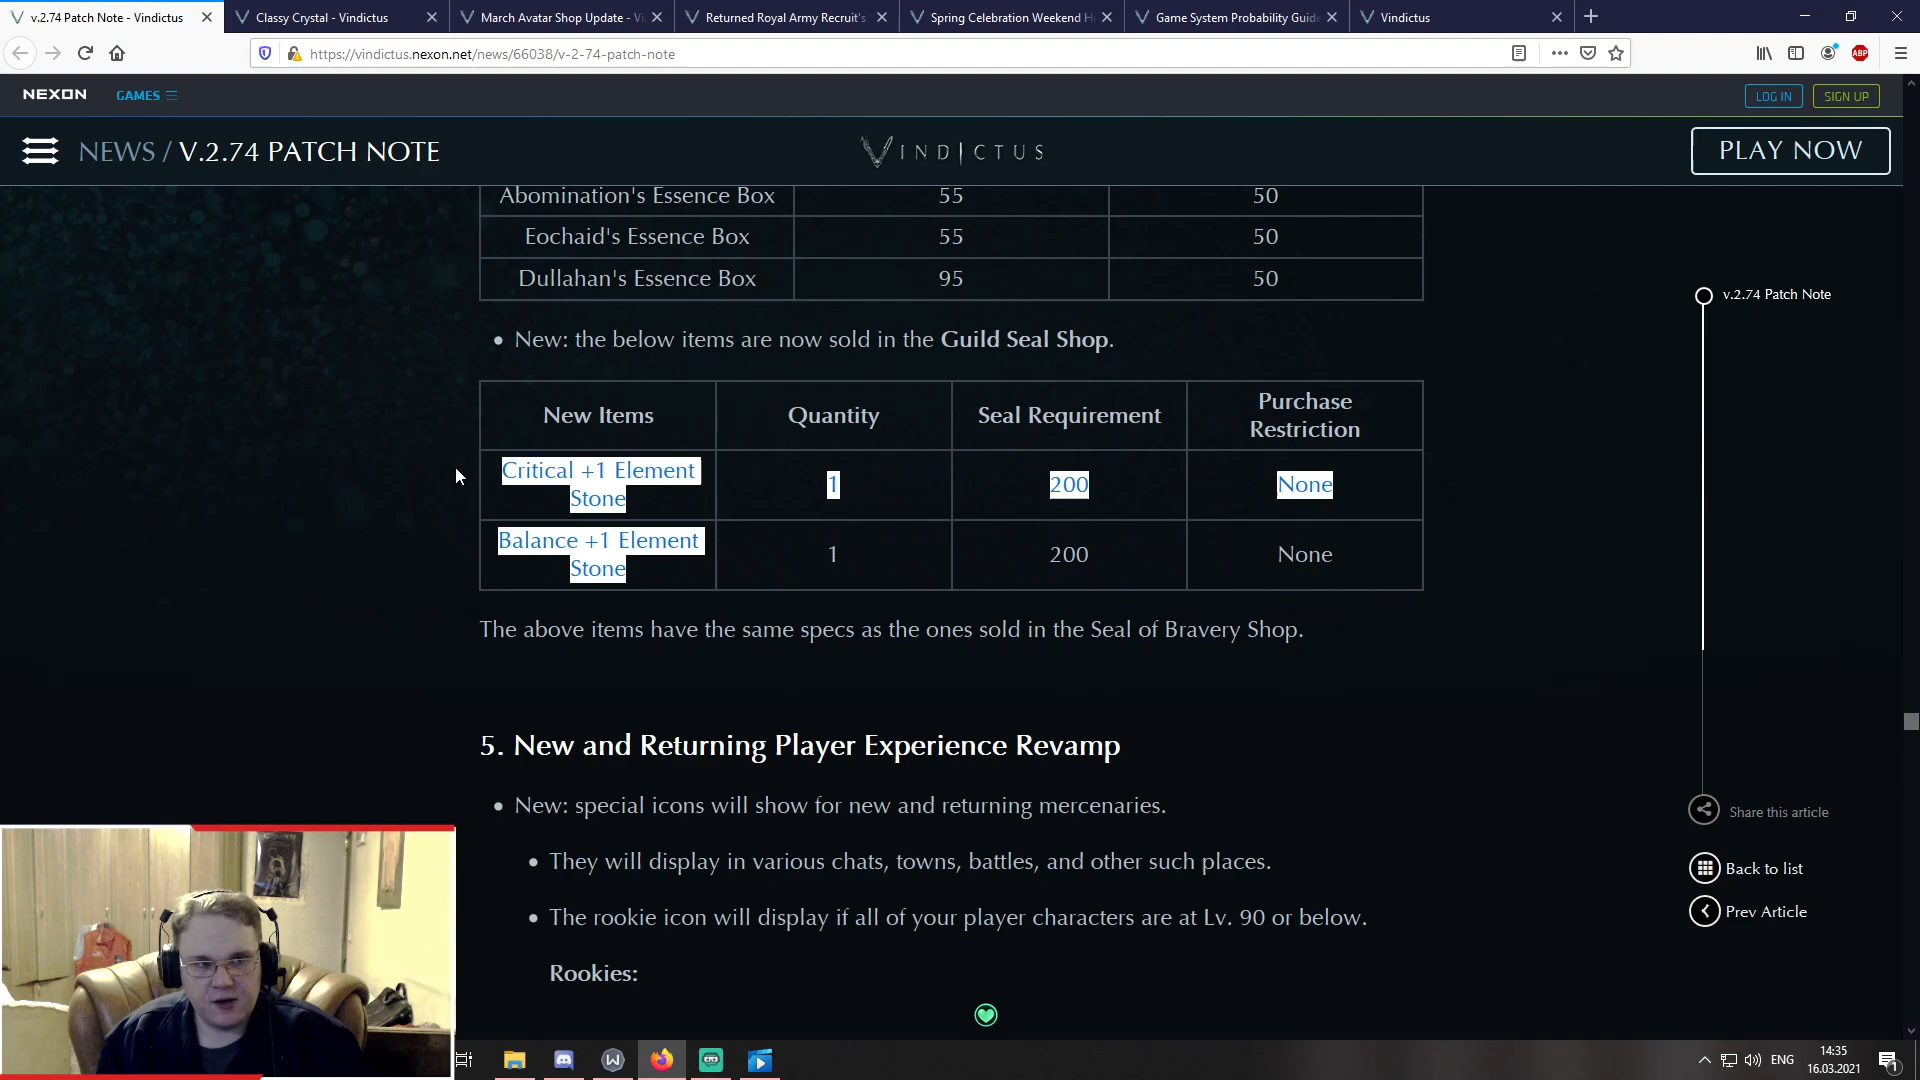 v.2.74 Patch Note - Vindictus
Classy Crystal - Vindictus
March Avatar Shop Update - Vi
Returned Royal Army Recruit's
Spring Celebration Weekend H
Game System Probability Guide
Vindictus
https://vindictus.nexon.net/news/66038/v-2-74-patch-note
ABP
NEXON
GAMES
LOG IN
SIGN UP
NEWS / V.2.74 PATCH NOTE
VINDICTUS
PLAY NOW
Abomination's Essence Box 55 50
Eochaid's Essence Box 55 50
Dullahan's Essence Box 95 50
New: the below items are now sold in the Guild Seal Shop.
New Items Quantity Seal Requirement Purchase
Restriction
Critical +1 Element
Stone 1 200 None
Balance +1 Element
Stone 1 200 None
The above items have the same specs as the ones sold in the Seal of Bravery Shop.
v.2.74 Patch Note
5. New and Returning Player Experience Revamp
New: special icons will show for new and returning mercenaries.
They will display in various chats, towns, battles, and other such places.
The rookie icon will display if all of your player characters are at Lv. 90 or below.
Rookies:
Share this article
Back to list
Prev Article
ENG
14:35
16.03.2021
1